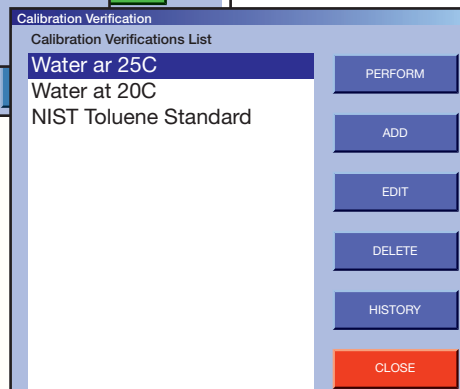 Calibration Verification
Calibration Verifications List
Water ar 25C
Water at 20C
NIST Toluene Standard
PERFORM
ADD
EDIT
DELETE
HISTORY
CLOSE